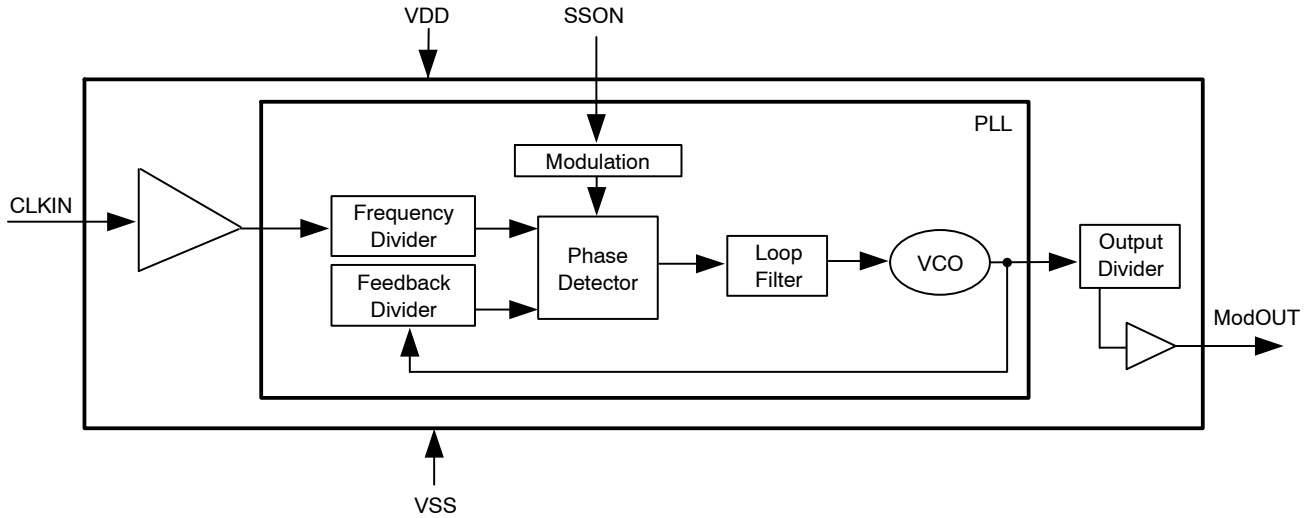 VDD
SSON
PLL
Modulation
CLKIN
Frequency
Divider
Phase
Detector
Feedback
Divider
Loop
Filter
VCO
Output
Divider
ModOUT
VSS